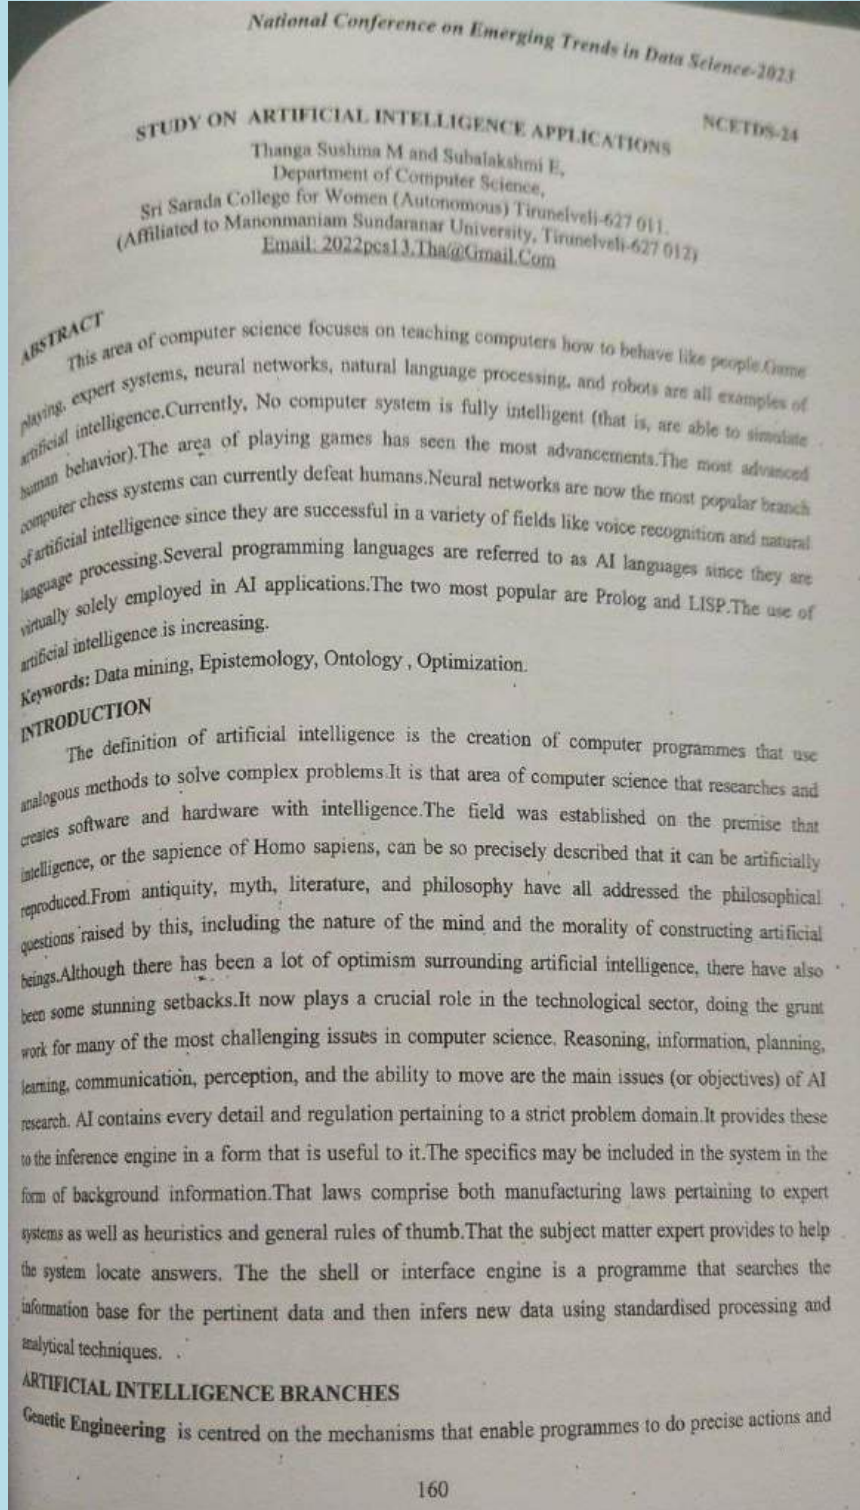 National Conference on Emerging Trends in Data Science-2023
NCETDS-24
STUDY ON ARTIFICIAL INTELLIGENCE APPLICATIONS
Thanga Sushma M and Subalakshmi E,
Department of Computer Science,
Sri Sarada College for Women (Autonomous) Tirunelveli-627 011.
(Affiliated to Manonmaniam Sundaranar University, Tirunelveli-627 012)
Email: 2022pcs13.Tha@Gmail.Com
ABSTRACT
This area of computer science focuses on teaching computers how to behave like people.Game
playing, expert systems, neural networks, natural language processing, and robots are all examples of
artificial intelligence.Currently, No computer system is fully intelligent (that is, are able to simulate
human behavior).The area of playing games has seen the most advancements.The most advanced
computer chess systems can currently defeat humans.Neural networks are now the most popular branch
of artificial intelligence since they are successful in a variety of fields like voice recognition and natural
language processing.Several programming languages are referred to as AI languages since they are
virtually solely employed in AI applications.The two most popular are Prolog and LISP.The use of
artificial intelligence is increasing.
Keywords: Data mining, Epistemology, Ontology , Optimization.
INTRODUCTION
The definition of artificial intelligence is the creation of computer programmes that use
analogous methods to solve complex problems.It is that area of computer science that researches and
creates software and hardware with intelligence.The field was established on the premise that
intelligence, or the sapience of Homo sapiens, can be so precisely described that it can be artificially
reproduced.From antiquity, myth, literature, and philosophy have all addressed the philosophical
questions raised by this, including the nature of the mind and the morality of constructing artificial
beings.Although there has been a lot of optimism surrounding artificial intelligence, there have also
been some stunning setbacks.It now plays a crucial role in the technological sector, doing the grunt
work for many of the most challenging issues in computer science. Reasoning, information, planning,
learning, communication, perception, and the ability to move are the main issues (or objectives) of AI
research. AI contains every detail and regulation pertaining to a strict problem domain.It provides these
to the inference engine in a form that is useful to it.The specifics may be included in the system in the
form of background information.That laws comprise both manufacturing laws pertaining to expert
systems as well as heuristics and general rules of thumb.That the subject matter expert provides to help
the system locate answers. The the shell or interface engine is a programme that searches the
information base for the pertinent data and then infers new data using standardised processing and
analytical techniques.
ARTIFICIAL INTELLIGENCE BRANCHES
Genetic Engineering is centred on the mechanisms that enable programmes to do precise actions and
160